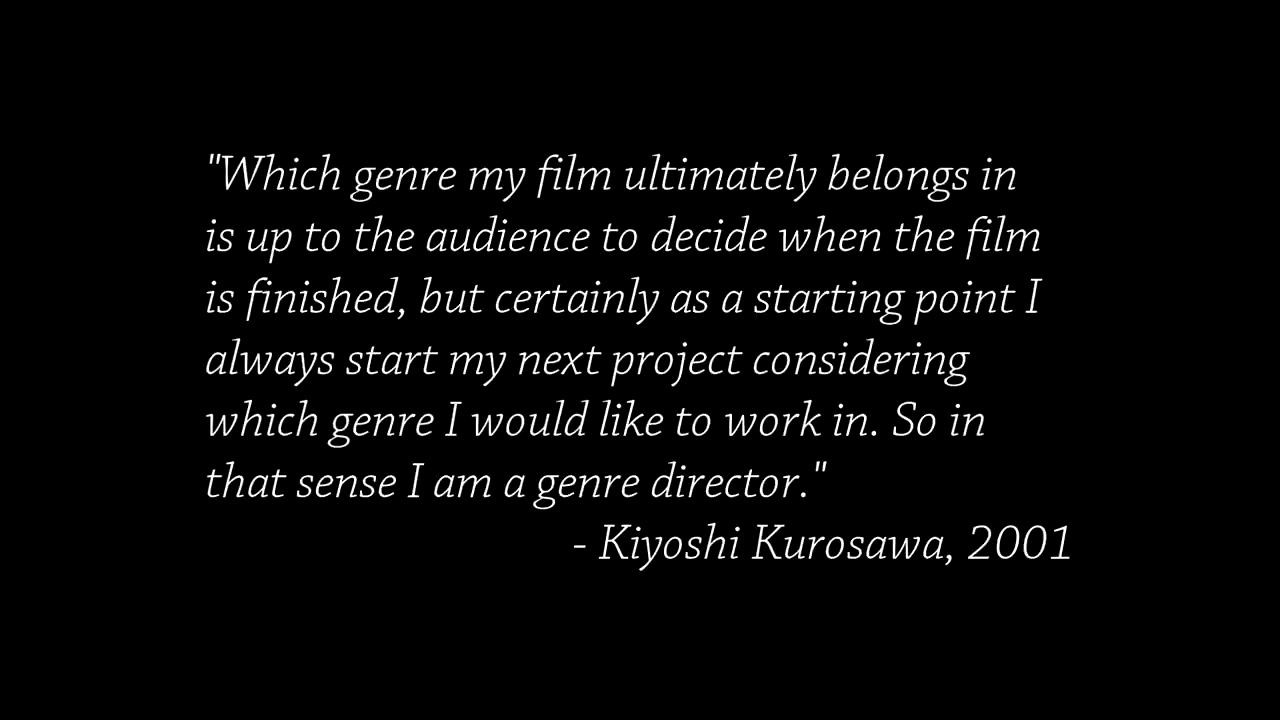 "Which genre my film ultimately belongs in
is up to the audience to decide when the film
is finished, but certainly as a starting point I
always start my next project considering
which genre I would like to work in. So in
that sense I am a genre director."
- Kiyoshi Kurosawa, 2001